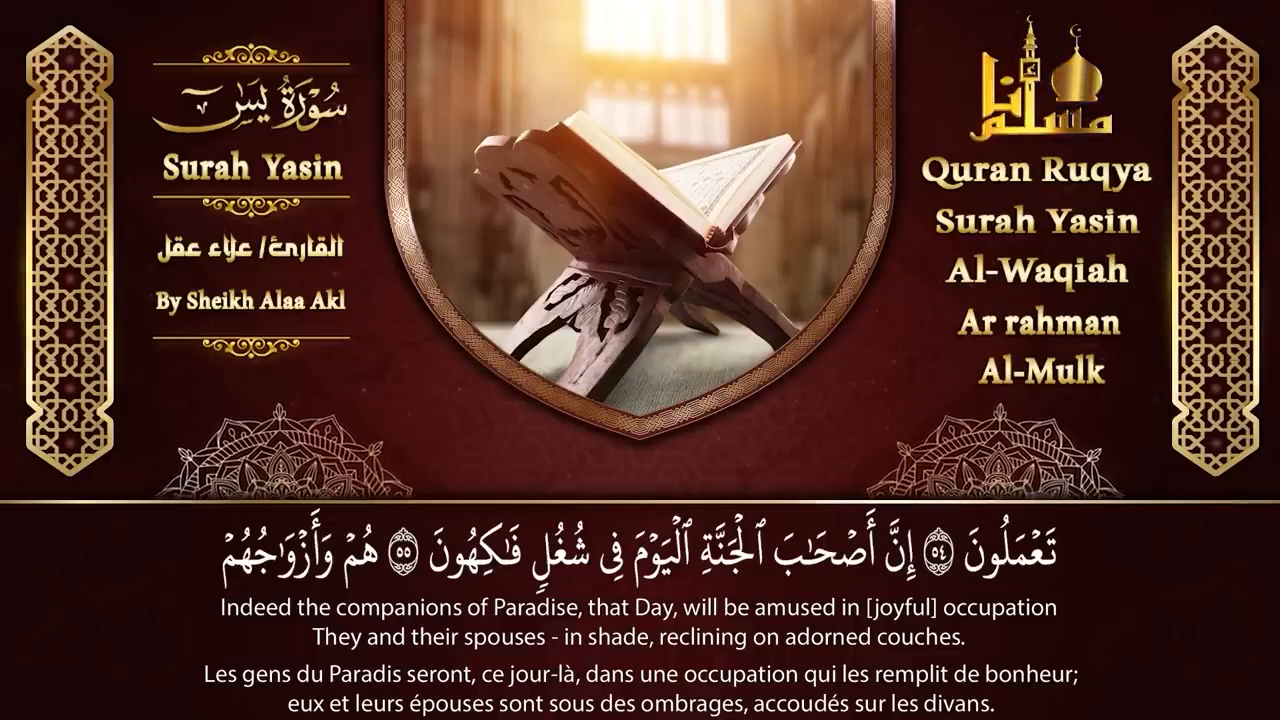 سُورَةُ يسٓ
Surah Yasin
القارئ/ علاء عقل
By Sheikh Alaa Akl
مسلم أنا
Quran Ruqya
Surah Yasin
Al-Waqiah
Ar rahman
Al-Mulk
تَعۡمَلُونَ ٥٤ إِنَّ أَصۡحَٰبَ ٱلۡجَنَّةِ ٱلۡيَوۡمَ فِي شُغُلٖ فَٰكِهُونَ ٥٥ هُمۡ وَأَزۡوَٰجُهُمۡ
Indeed the companions of Paradise, that Day, will be amused in [joyful] occupation
They and their spouses - in shade, reclining on adorned couches.
Les gens du Paradis seront, ce jour-là, dans une occupation qui les remplit de bonheur;
eux et leurs épouses sont sous des ombrages, accoudés sur les divans.